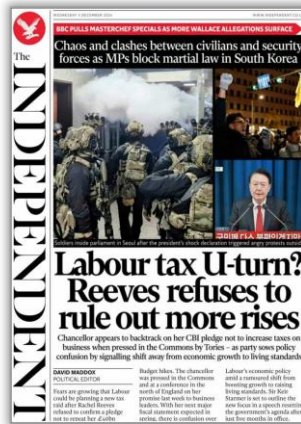 WEDNESDAY 4 DECEMBER 2024
BBC PULLS MASTERCHEF SPECIALS AS MORE WALLACE ALLEGATIONS SURFACE
The
INDEPENDENT
Chaos and clashes between civilians and security
forces as MPs block martial law in South Korea
Soldiers inside parliament in Seoul after the president's shock declaration triggered angry protests outside
Labour tax U-turn?
Reeves refuses to
rule out more rises
Chancellor appears to backtrack on her CBI pledge not to increase taxes on
business when pressed in the Commons by Tories – as party sows policy
confusion by signalling shift away from economic growth to living standards
DAVID MADDOX
POLITICAL EDITOR
Fears are growing that Labour
could be planning a new tax
raid after Rachel Reeves
refused to confirm a pledge
not to repeat her £40bn
Budget hikes. The chancellor
was pressed in the Commons
and at a conference in the
north of England on her
promise last week to business
leaders. With her next major
fiscal statement expected in
spring, there is confusion over
Labour's economic policy
amid a rumoured shift from
boosting growth to raising
living standards. Sir Keir
Starmer is set to outline the
new focus in a speech resetting
the government's agenda after
just five months in office.